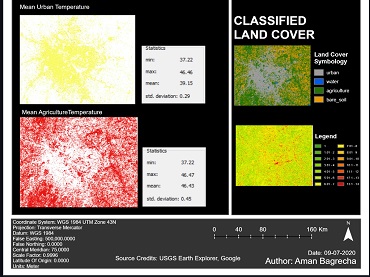 Mean Urban Temperature
Statistics
min: 37.22
max: 46.46
mean: 39.15
std. deviation: 0.29
Mean AgricultureTemperature
Statistics
min: 37.22
max: 46.47
mean: 46.43
std. deviation: 0.45
CLASSIFIED
LAND COVER
Land Cover
Symbology
urban
water
agriculture
bare_soil
Legend
Coordinate System: WGS 1984 UTM Zone 43N
Projection: Transverse Mercator
Datum: WGS 1984
False Easting: 500,000.0000
False Northing: 0.0000
Central Meridian: 75.0000
Scale Factor: 0.9996
Latitude Of Origin: 0.0000
Units: Meter
Source Credits: USGS Earth Explorer, Google
0 40 80 160 Km
N
Date: 09-07-2020
Author: Aman Bagrecha